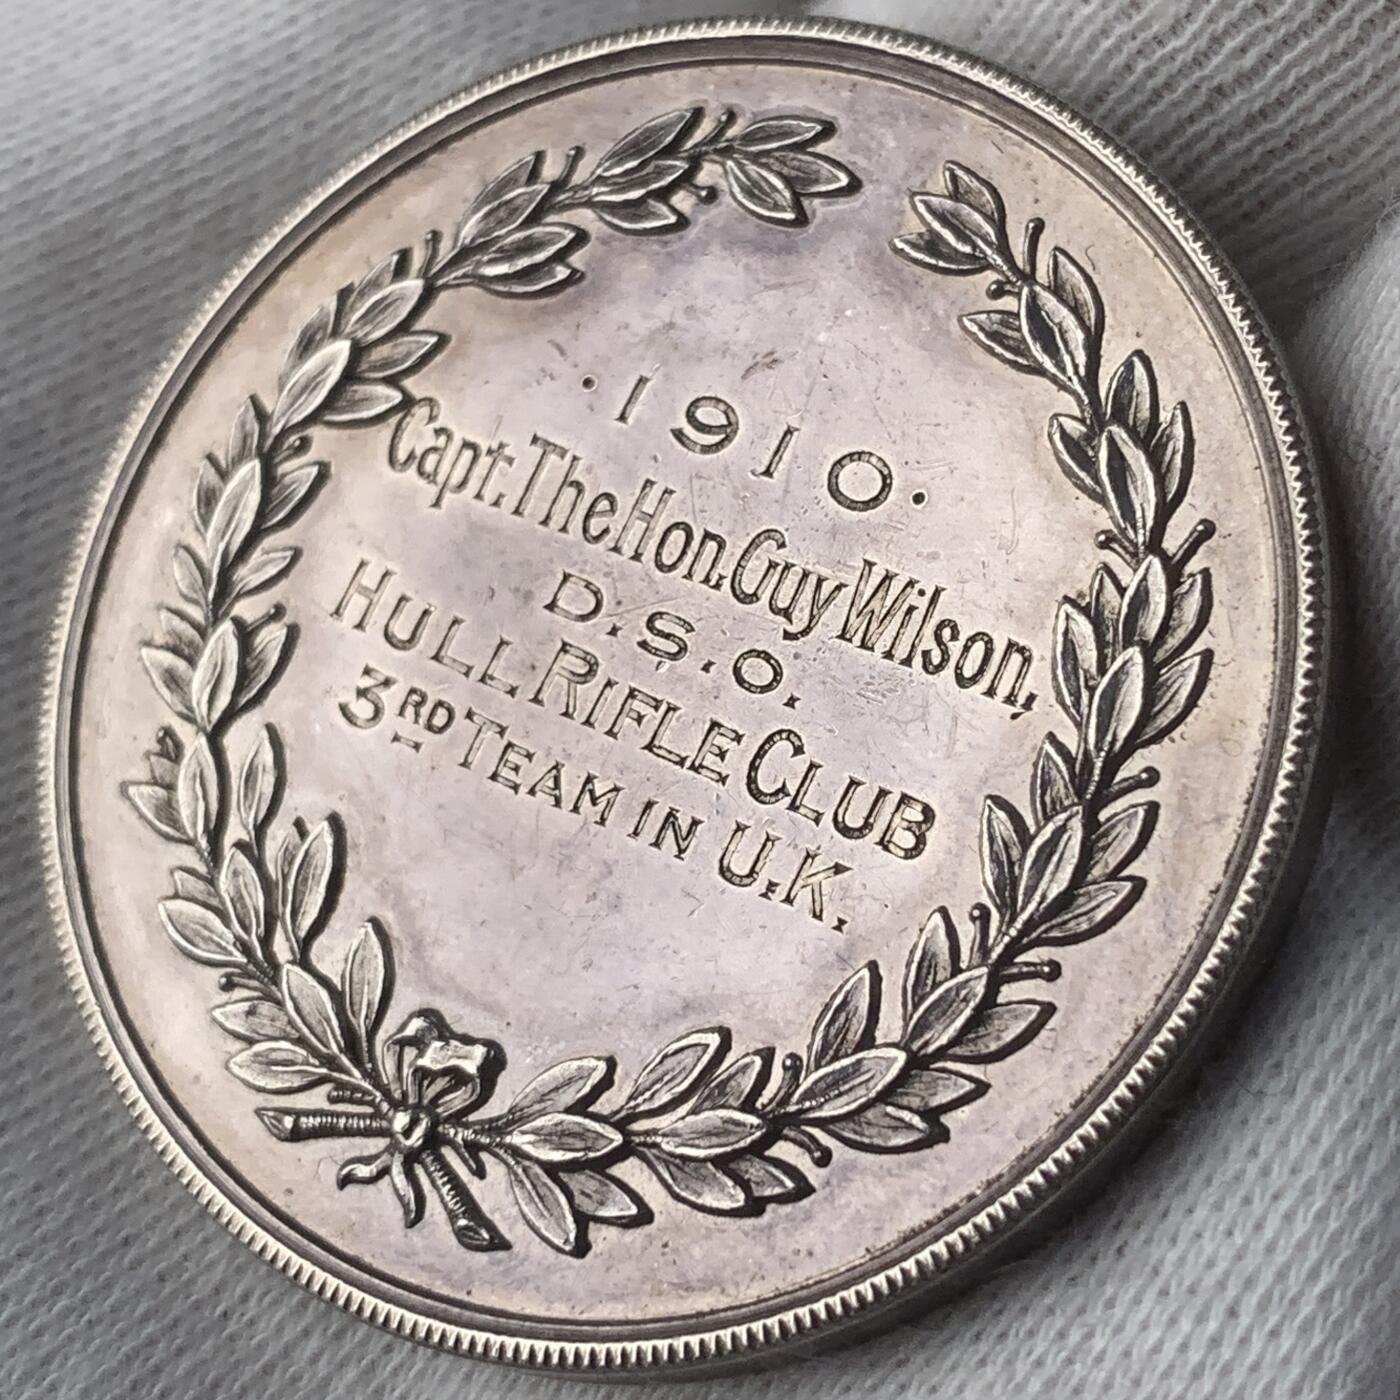 ·1910·
Capt. The Hon. Guy Wilson,
D.S.O.
HULL RIFLE CLUB
3RD TEAM IN U.K.